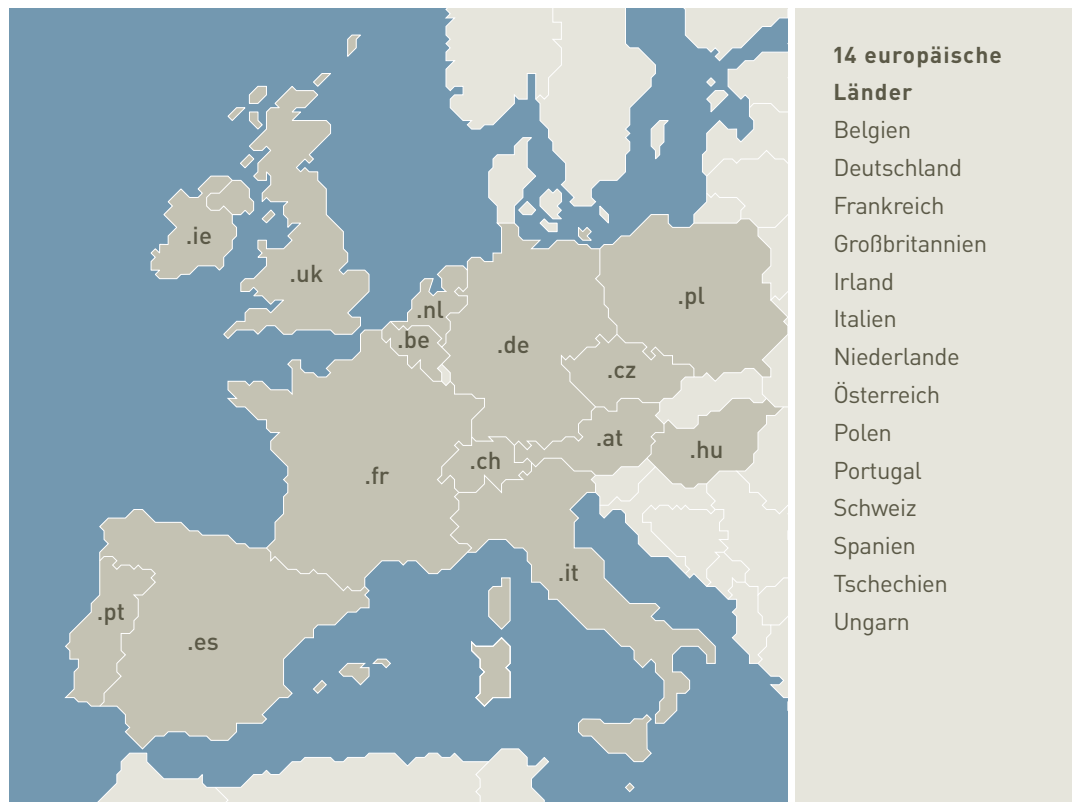 .ie
.uk
.nl
.be
.de
.pl
.cz
.at
.hu
.ch
.fr
.it
.pt
.es
14 europäische
Länder
Belgien
Deutschland
Frankreich
Großbritannien
Irland
Italien
Niederlande
Österreich
Polen
Portugal
Schweiz
Spanien
Tschechien
Ungarn